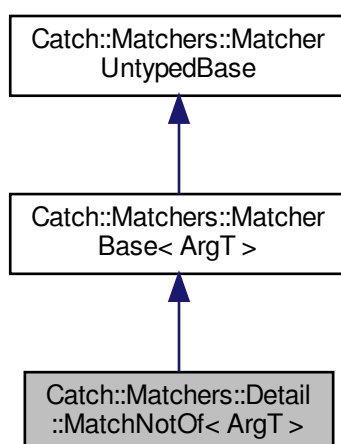 Catch::Matchers::Matcher
UntypedBase
Catch::Matchers::Matcher
Base< ArgT >
Catch::Matchers::Detail
::MatchNotOf< ArgT >